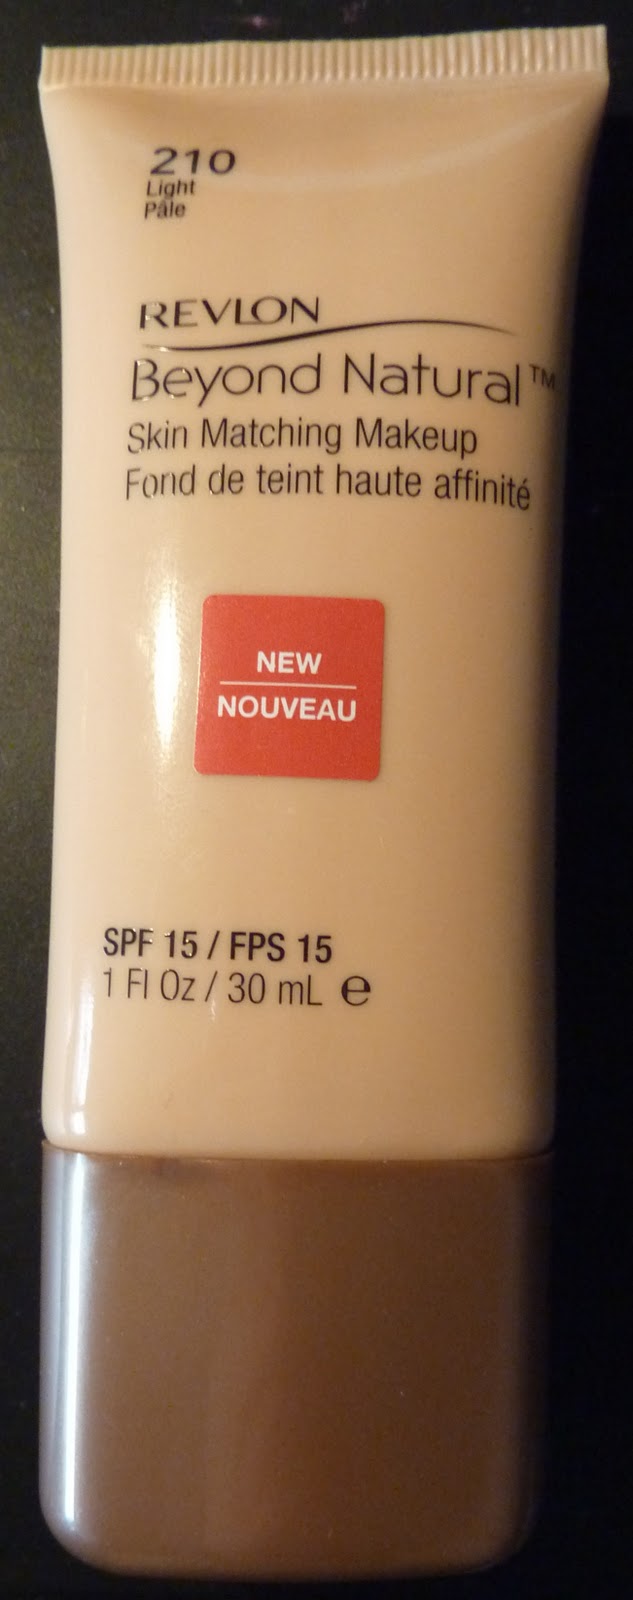 210
Light
Pâle
REVLON
Beyond Natural™
Skin Matching Makeup
Fond de teint haute affinité
NEW
NOUVEAU
SPF 15 / FPS 15
1 Fl Oz / 30 mL ℮